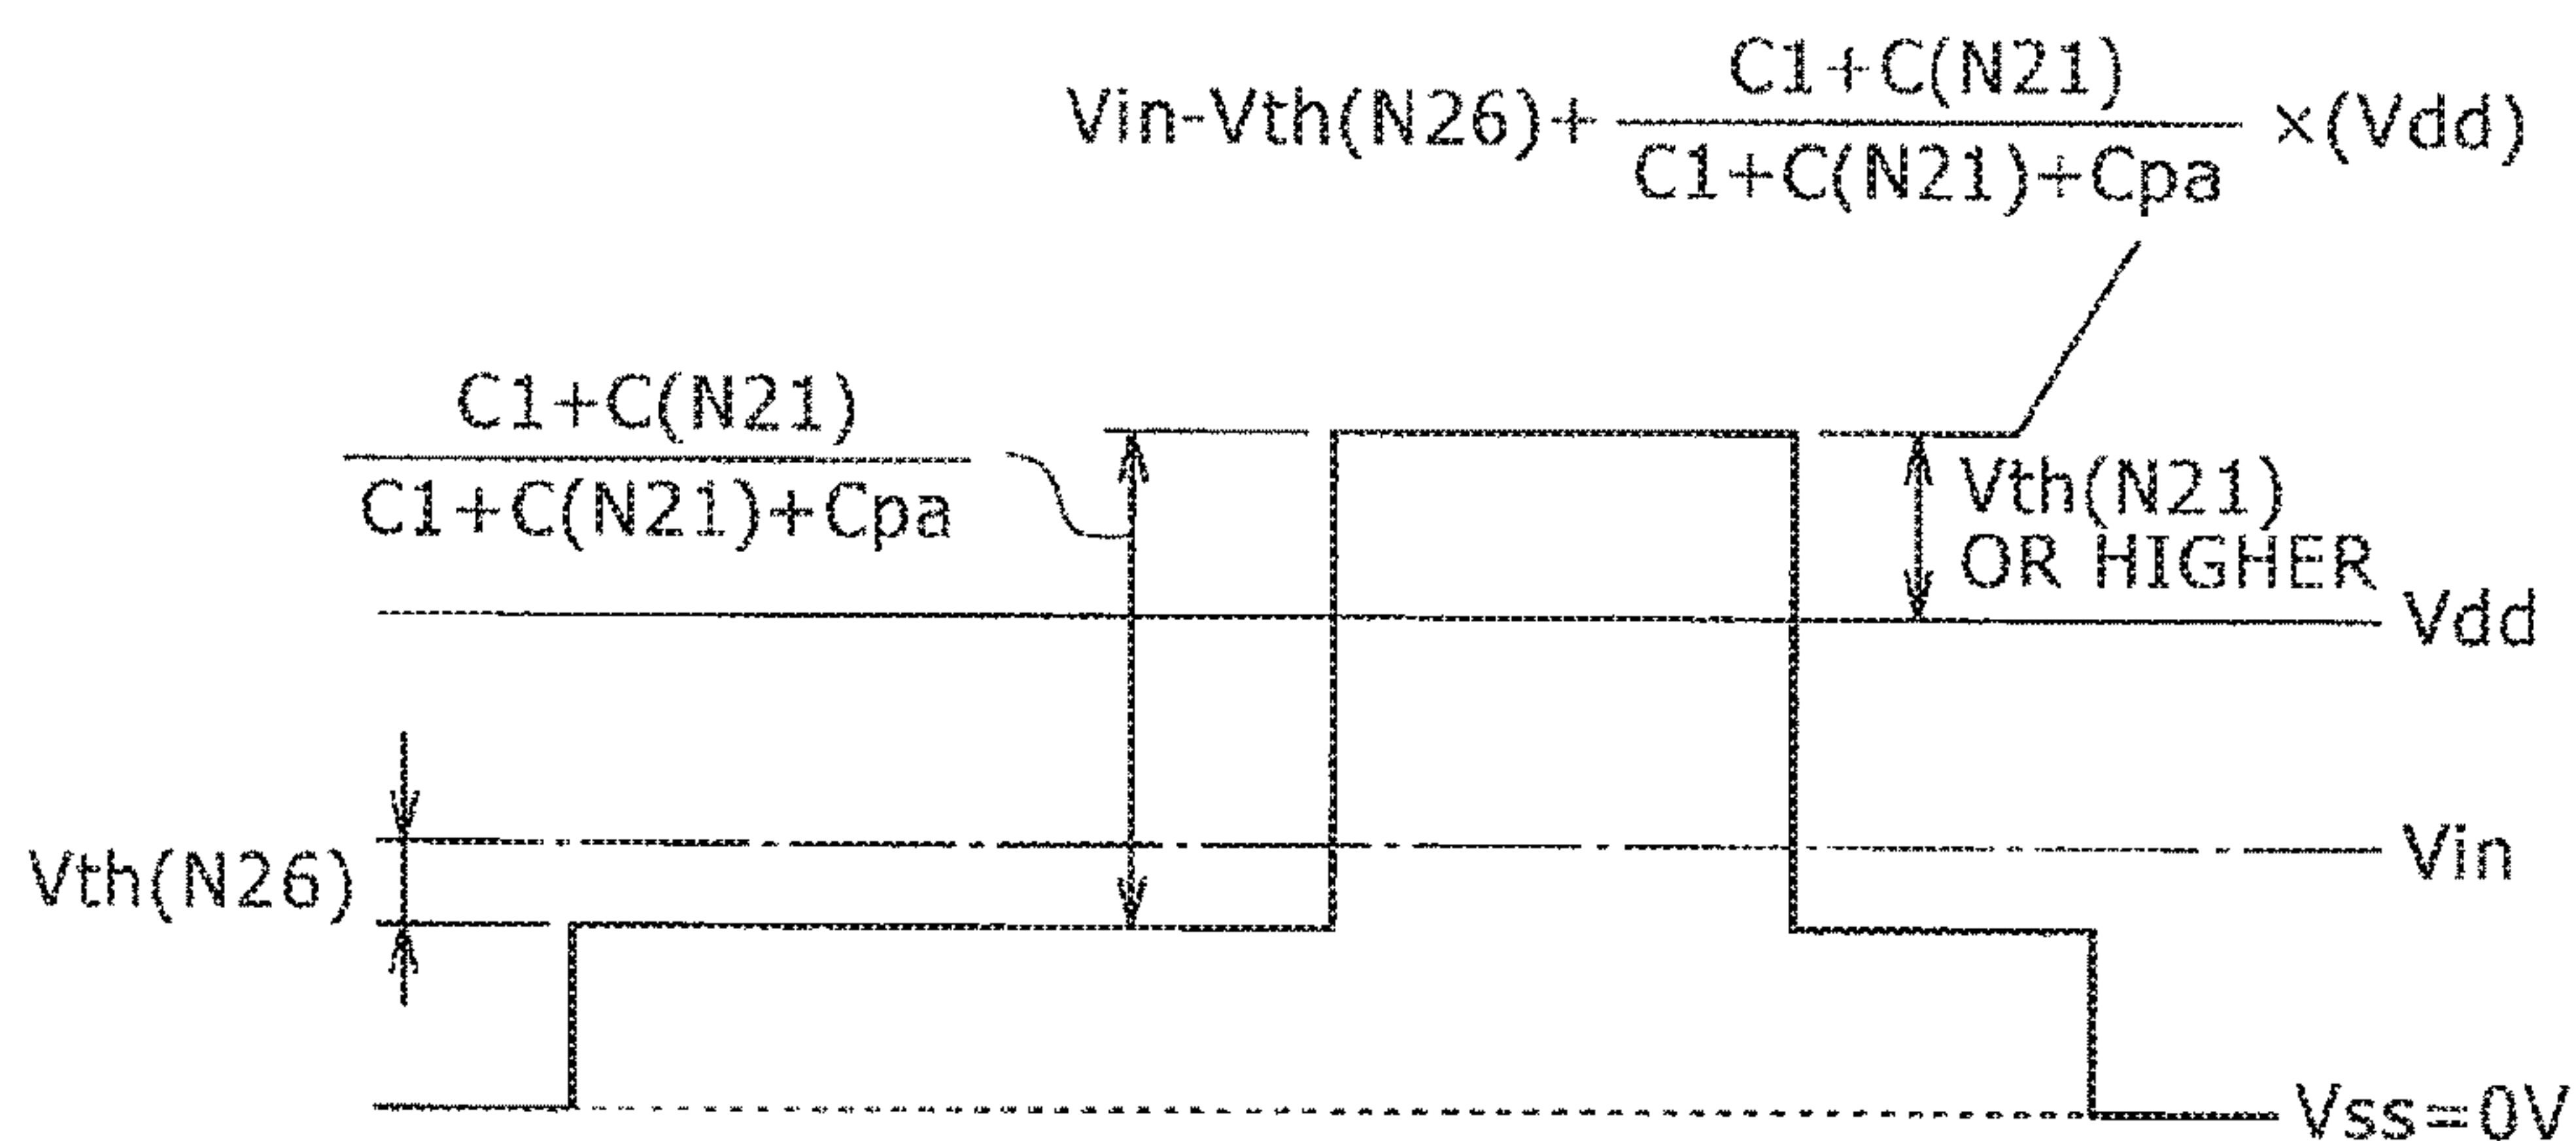 C1+C(N21)
Vin-Vth(N26)+ ×(Vdd)
C1+C(N21)+Cpa
C1+C(N21)
C1+C(N21)+Cpa
Vth(N21)
OR HIGHER
Vdd
Vth(N26)
Vin
Vss=0V